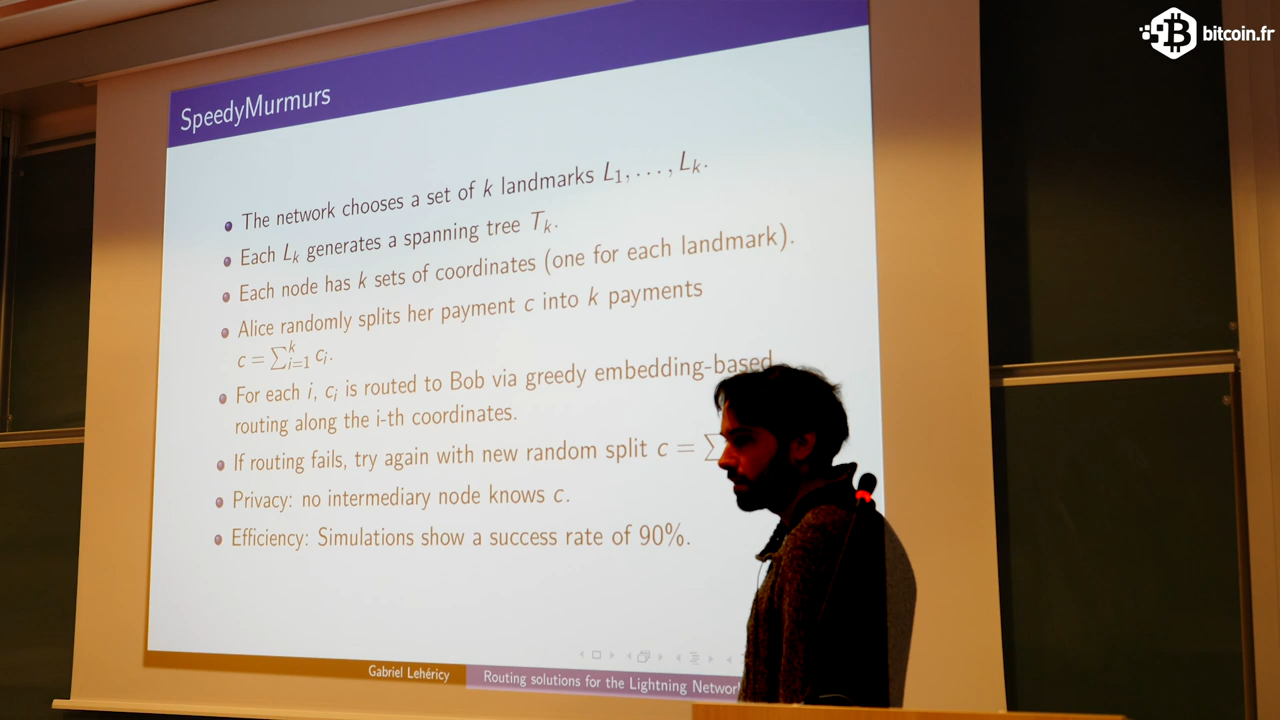 bitcoin.fr
SpeedyMurmurs
The network chooses a set of k landmarks L₁, . . . , Lₖ.
Each Lₖ generates a spanning tree Tₖ.
Each node has k sets of coordinates (one for each landmark).
Alice randomly splits her payment c into k payments
c = ∑ᵢ₌₁ᵏ cᵢ.
For each i, cᵢ is routed to Bob via greedy embedding-based
routing along the i-th coordinates.
If routing fails, try again with new random split c = ∑
Privacy: no intermediary node knows c.
Efficiency: Simulations show a success rate of 90%.
Gabriel Lehéricy
Routing solutions for the Lightning Networ